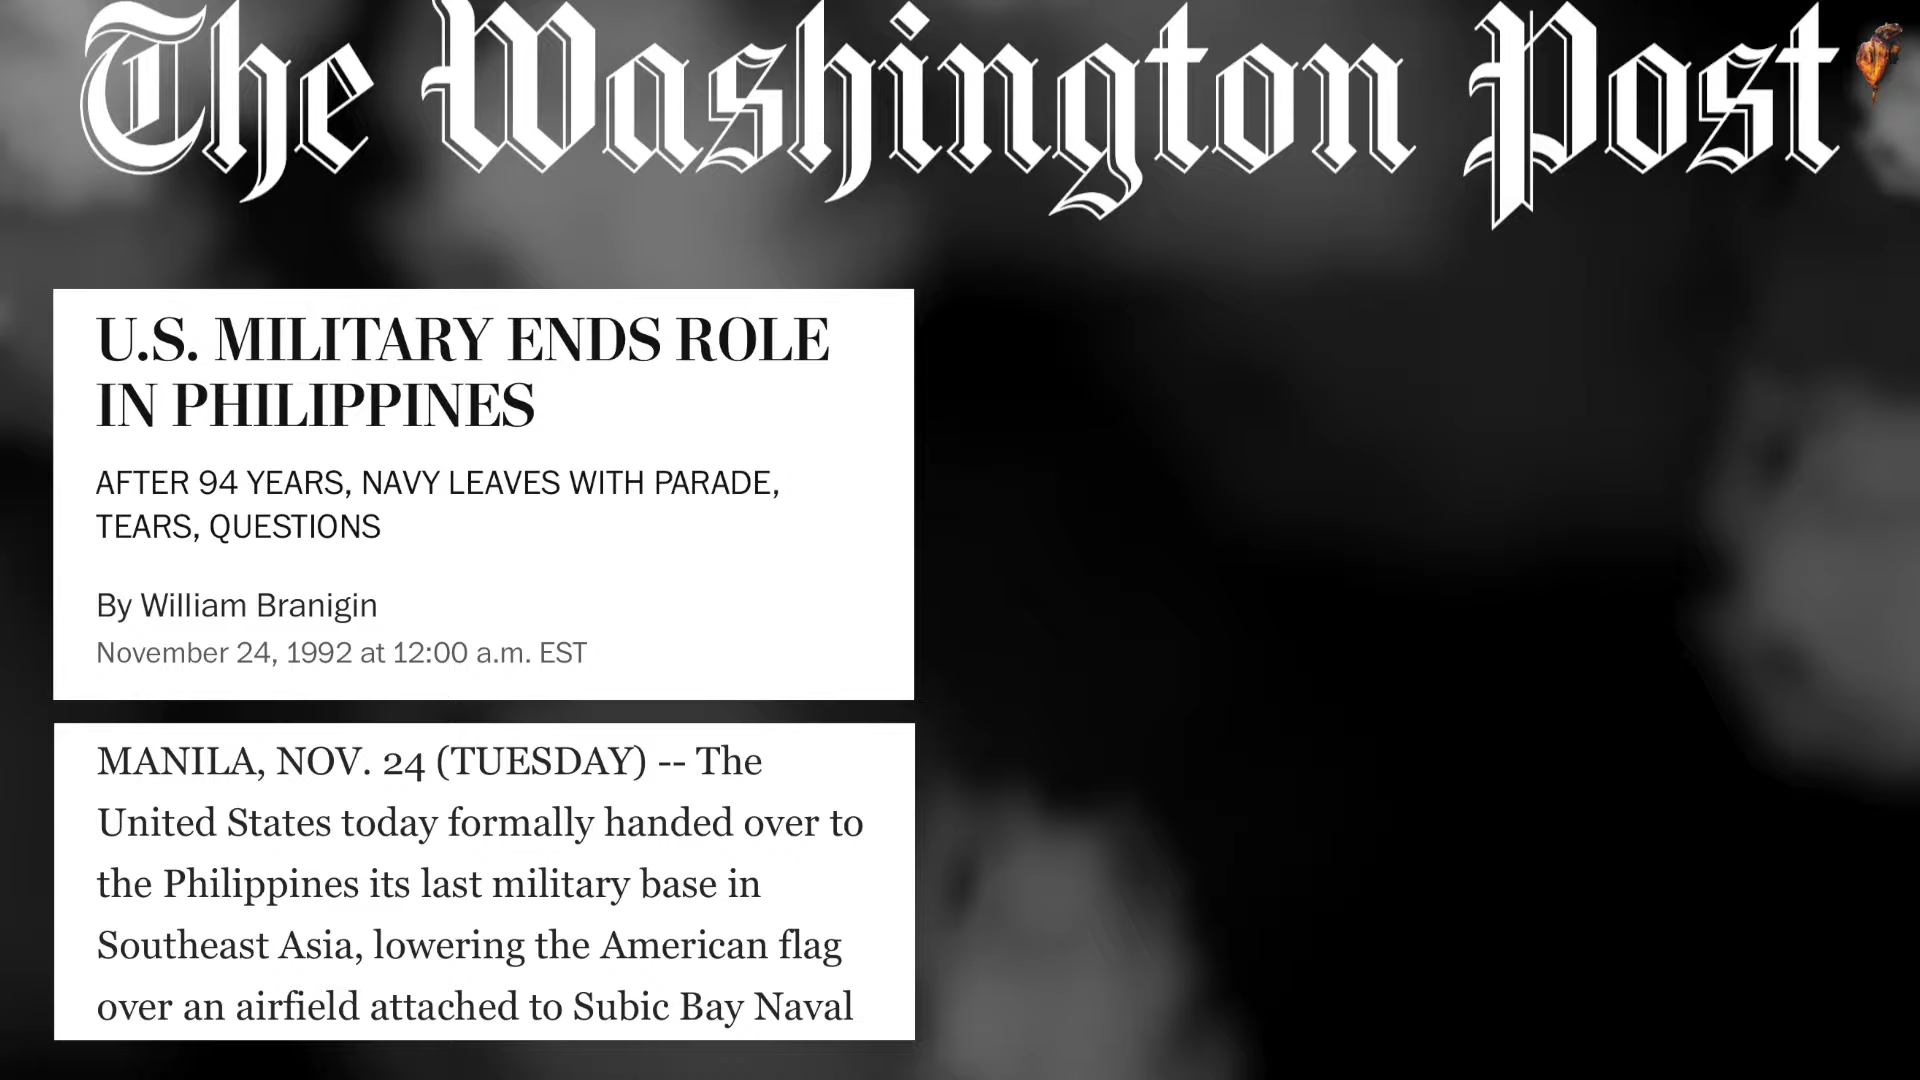 The Washington Post
U.S. MILITARY ENDS ROLE
IN PHILIPPINES
AFTER 94 YEARS, NAVY LEAVES WITH PARADE,
TEARS, QUESTIONS
By William Branigin
November 24, 1992 at 12:00 a.m. EST
MANILA, NOV. 24 (TUESDAY) -- The
United States today formally handed over to
the Philippines its last military base in
Southeast Asia, lowering the American flag
over an airfield attached to Subic Bay Naval